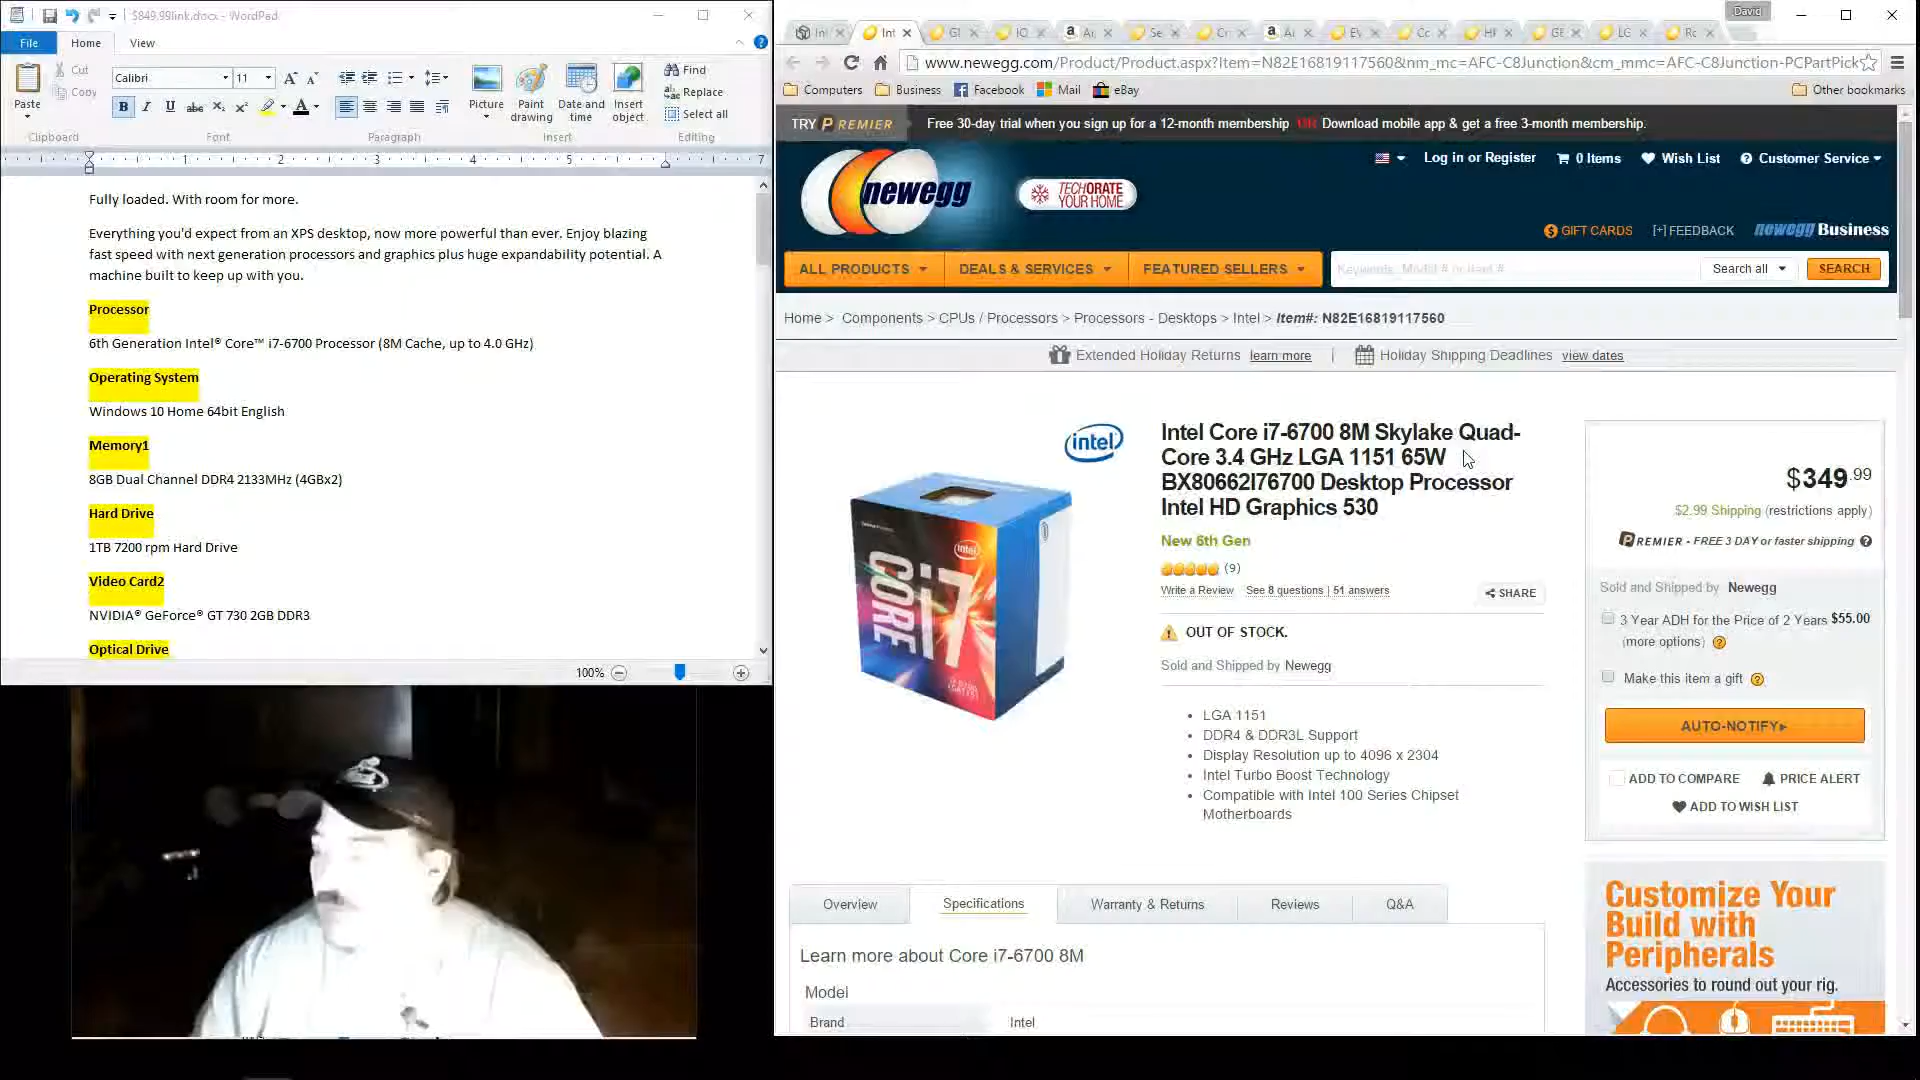 $849.99link.docx - WordPad
File
Home
View
Paste
Cut
Copy
Clipboard
Calibri
11
Font
Paragraph
Picture
Paint drawing
Date and time
Insert object
Insert
Find
Replace
Select all
Editing
1 2 3 4 5 7
Fully loaded. With room for more.
Everything you'd expect from an XPS desktop, now more powerful than ever. Enjoy blazing
fast speed with next generation processors and graphics plus huge expandability potential. A
machine built to keep up with you.
Processor
6th Generation Intel® Core™ i7-6700 Processor (8M Cache, up to 4.0 GHz)
Operating System
Windows 10 Home 64bit English
Memory1
8GB Dual Channel DDR4 2133MHz (4GBx2)
Hard Drive
1TB 7200 rpm Hard Drive
Video Card2
NVIDIA® GeForce® GT 730 2GB DDR3
Optical Drive
100%
David
www.newegg.com/Product/Product.aspx?Item=N82E16819117560&nm_mc=AFC-C8Junction&cm_mmc=AFC-C8Junction-PCPartPick
Computers
Business
Facebook
Mail
eBay
Other bookmarks
TRY PREMIER
Free 30-day trial when you sign up for a 12-month membership
Download mobile app & get a free 3-month membership.
newegg
TECHORATE
YOUR HOME
Log in or Register
0 Items
Wish List
Customer Service
GIFT CARDS
[+] FEEDBACK
newegg Business
ALL PRODUCTS
DEALS & SERVICES
FEATURED SELLERS
Keywords, Model # or Item #
Search all
SEARCH
Home > Components > CPUs / Processors > Processors - Desktops > Intel > Item#: N82E16819117560
Extended Holiday Returns learn more | Holiday Shipping Deadlines view dates
intel
Intel Core i7-6700 8M Skylake Quad-
Core 3.4 GHz LGA 1151 65W
BX80662I76700 Desktop Processor
Intel HD Graphics 530
New 6th Gen
(9)
Write a Review
See 8 questions | 51 answers
SHARE
OUT OF STOCK.
Sold and Shipped by Newegg
intel
CORE i7
LGA 1151
DDR4 & DDR3L Support
Display Resolution up to 4096 x 2304
Intel Turbo Boost Technology
Compatible with Intel 100 Series Chipset
Motherboards
$349.99
$2.99 Shipping (restrictions apply)
PREMIER - FREE 3 DAY or faster shipping
Sold and Shipped by Newegg
3 Year ADH for the Price of 2 Years $55.00
(more options)
Make this item a gift
AUTO-NOTIFY
ADD TO COMPARE
PRICE ALERT
ADD TO WISH LIST
Overview
Specifications
Warranty & Returns
Reviews
Q&A
Learn more about Core i7-6700 8M
Model
Brand
Intel
Customize Your
Build with
Peripherals
Accessories to round out your rig.